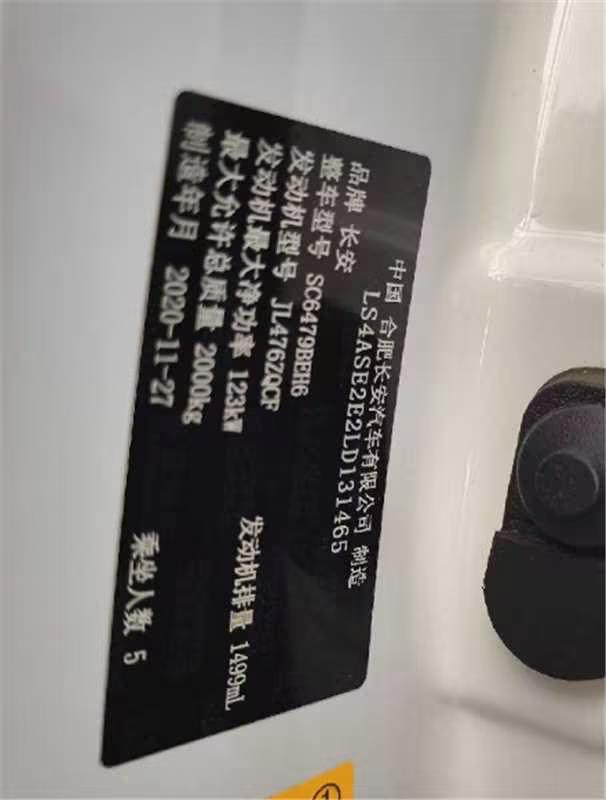 中国 合肥长安汽车有限公司 制造
LS4ASE2E2LD131465
品牌 长安
整车型号 SC6479BEH6
发动机型号 JL476ZQCF
发动机最大净功率 123kW 发动机排量 1499mL
最大允许总质量 2000kg
制造年月 2020-11-27 乘坐人数 5
①